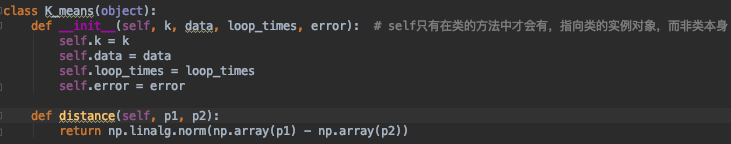 class K_means(object):
    def __init__(self, k, data, loop_times, error):  # self只有在类的方法中才会有，指向类的实例对象，而非类本身
        self.k = k
        self.data = data
        self.loop_times = loop_times
        self.error = error
    def distance(self, p1, p2):
        return np.linalg.norm(np.array(p1) - np.array(p2))